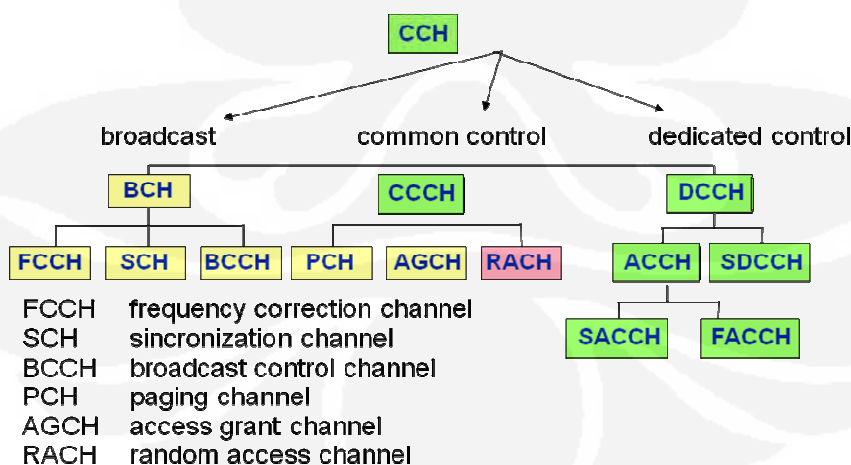 CCH
broadcast common control dedicated control
BCH CCCH DCCH
FCCH SCH BCCH PCH AGCH RACH ACCH SDCCH
SACCH FACCH
FCCH frequency correction channel
SCH sincronization channel
BCCH broadcast control channel
PCH paging channel
AGCH access grant channel
RACH random access channel